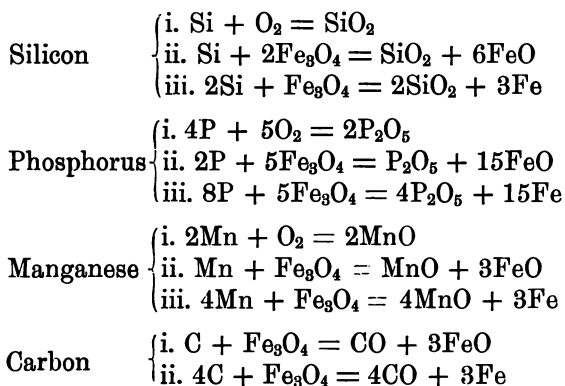 i. Si + O₂ = SiO₂
Silicon ii. Si + 2Fe₃O₄ = SiO₂ + 6FeO
iii. 2Si + Fe₃O₄ = 2SiO₂ + 3Fe
i. 4P + 5O₂ = 2P₂O₅
Phosphorus ii. 2P + 5Fe₃O₄ = P₂O₅ + 15FeO
iii. 8P + 5Fe₃O₄ = 4P₂O₅ + 15Fe
i. 2Mn + O₂ = 2MnO
Manganese ii. Mn + Fe₃O₄ = MnO + 3FeO
iii. 4Mn + Fe₃O₄ = 4MnO + 3Fe
Carbon i. C + Fe₃O₄ = CO + 3FeO
ii. 4C + Fe₃O₄ = 4CO + 3Fe